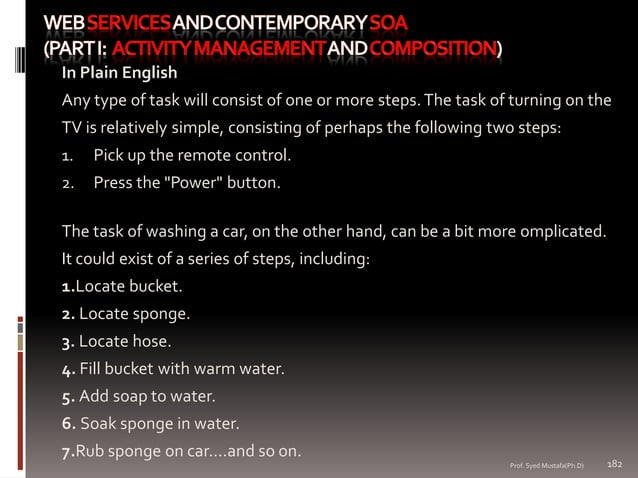 WEB SERVICES AND CONTEMPORARY SOA
(PART I: ACTIVITY MANAGEMENT AND COMPOSITION)
In Plain English
Any type of task will consist of one or more steps. The task of turning on the
TV is relatively simple, consisting of perhaps the following two steps:
1. Pick up the remote control.
2. Press the "Power" button.
The task of washing a car, on the other hand, can be a bit more omplicated.
It could exist of a series of steps, including:
1.Locate bucket.
2. Locate sponge.
3. Locate hose.
4. Fill bucket with warm water.
5. Add soap to water.
6. Soak sponge in water.
7.Rub sponge on car....and so on.
Prof. Syed Mustafa(Ph.D) 182